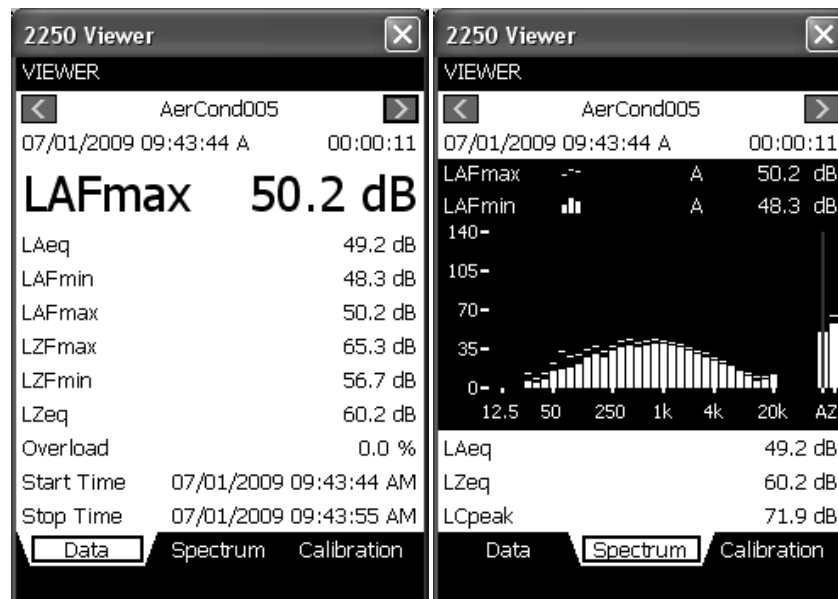 2250 Viewer
VIEWER
AerCond005
07/01/2009 09:43:44 A 00:00:11
LAFmax 50.2 dB
LAeq 49.2 dB
LAFmin 48.3 dB
LAFmax 50.2 dB
LZFmax 65.3 dB
LZFmin 56.7 dB
LZeq 60.2 dB
Overload 0.0 %
Start Time 07/01/2009 09:43:44 AM
Stop Time 07/01/2009 09:43:55 AM
Data Spectrum Calibration
2250 Viewer
VIEWER
AerCond005
07/01/2009 09:43:44 A 00:00:11
LAFmax A 50.2 dB
LAFmin A 48.3 dB
140
105
70
35
0
12.5 50 250 1k 4k 20k AZ
LAeq 49.2 dB
LZeq 60.2 dB
LCpeak 71.9 dB
Data Spectrum Calibration